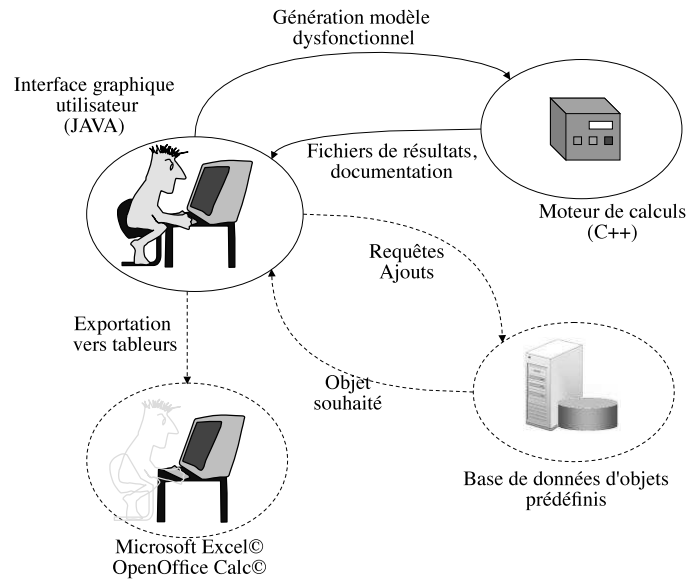 Génération modèle
dysfonctionnel
Interface graphique
utilisateur
(JAVA)
Fichiers de résultats,
documentation
Moteur de calculs
(C++)
Requêtes
Ajouts
Exportation
vers tableurs
Objet
souhaité
Base de données d'objets
prédéfinis
Microsoft Excel©
OpenOffice Calc©